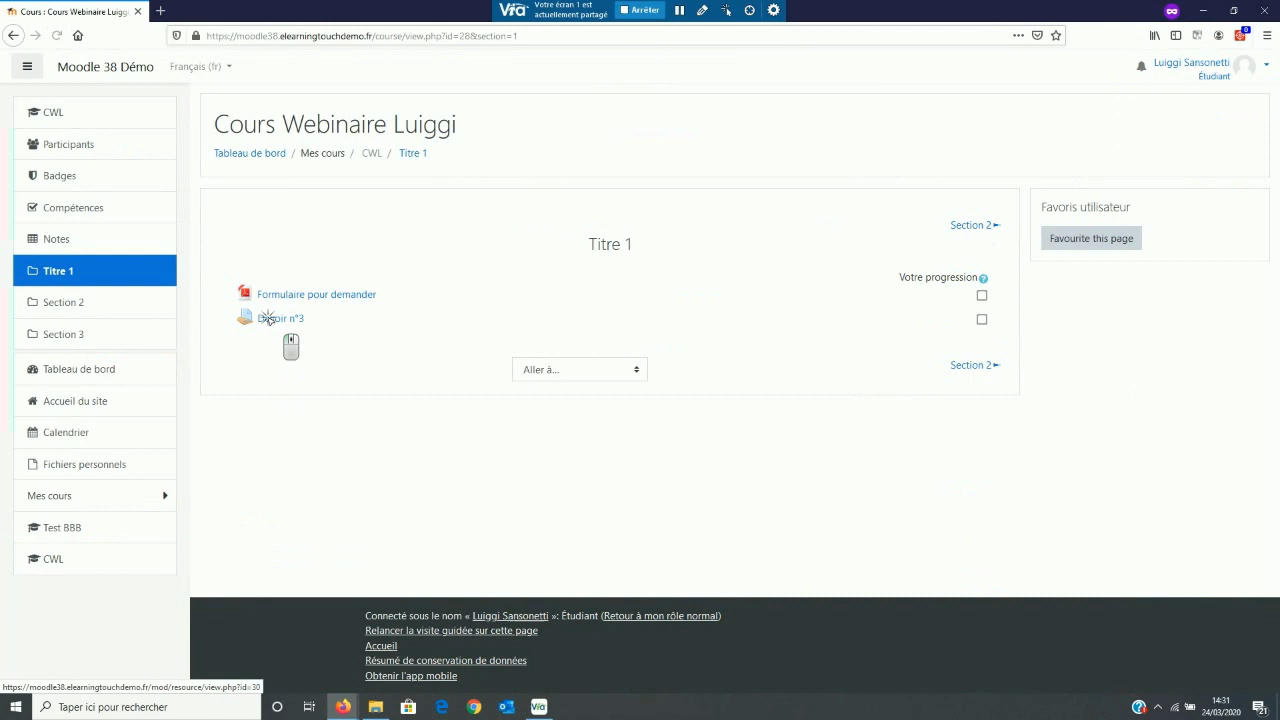 Cours : Cours Webinaire Luiggi
Vià
Votre écran 1 est
actuellement partagé
Arrêter
https://moodle38.elearningtouchdemo.fr/course/view.php?id=28&section=1
0
Moodle 38 Démo
Français (fr)
Luiggi Sansonetti
Étudiant
CWL
Participants
Badges
Compétences
Notes
Titre 1
Section 2
Section 3
Tableau de bord
Accueil du site
Calendrier
Fichiers personnels
Mes cours
Test BBB
CWL
Cours Webinaire Luiggi
Tableau de bord / Mes cours / CWL / Titre 1
Section 2
Titre 1
Votre progression
Formulaire pour demander
Devoir n°3
Aller à...
Section 2
Favoris utilisateur
Favourite this page
Connecté sous le nom « Luiggi Sansonetti »: Étudiant (Retour à mon rôle normal)
Relancer la visite guidée sur cette page
Accueil
Résumé de conservation de données
Obtenir l'app mobile
https://moodle38.elearningtouchdemo.fr/mod/resource/view.php?id=30
Taper ici pour rechercher
Vià
14:31
24/03/2020
21